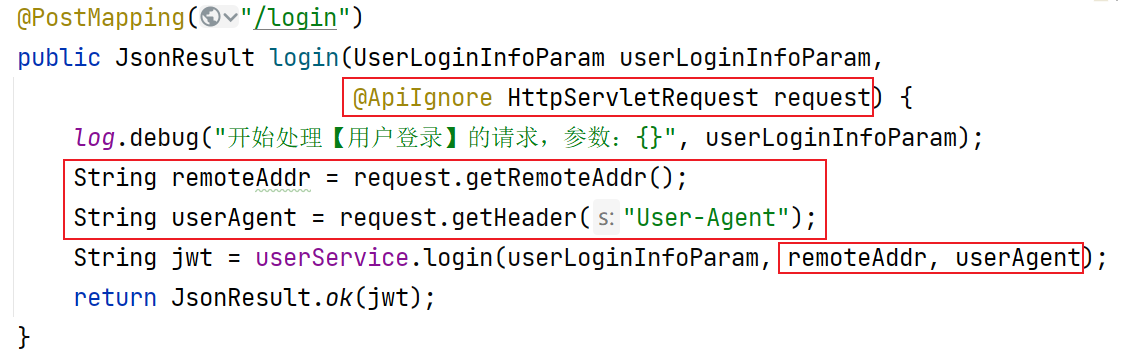 @PostMapping("/login")
public JsonResult login(UserLoginInfoParam userLoginInfoParam,
@ApiIgnore HttpServletRequest request) {
log.debug("开始处理【用户登录】的请求，参数：{}", userLoginInfoParam);
String remoteAddr = request.getRemoteAddr();
String userAgent = request.getHeader(s: "User-Agent");
String jwt = userService.login(userLoginInfoParam, remoteAddr, userAgent);
return JsonResult.ok(jwt);
}